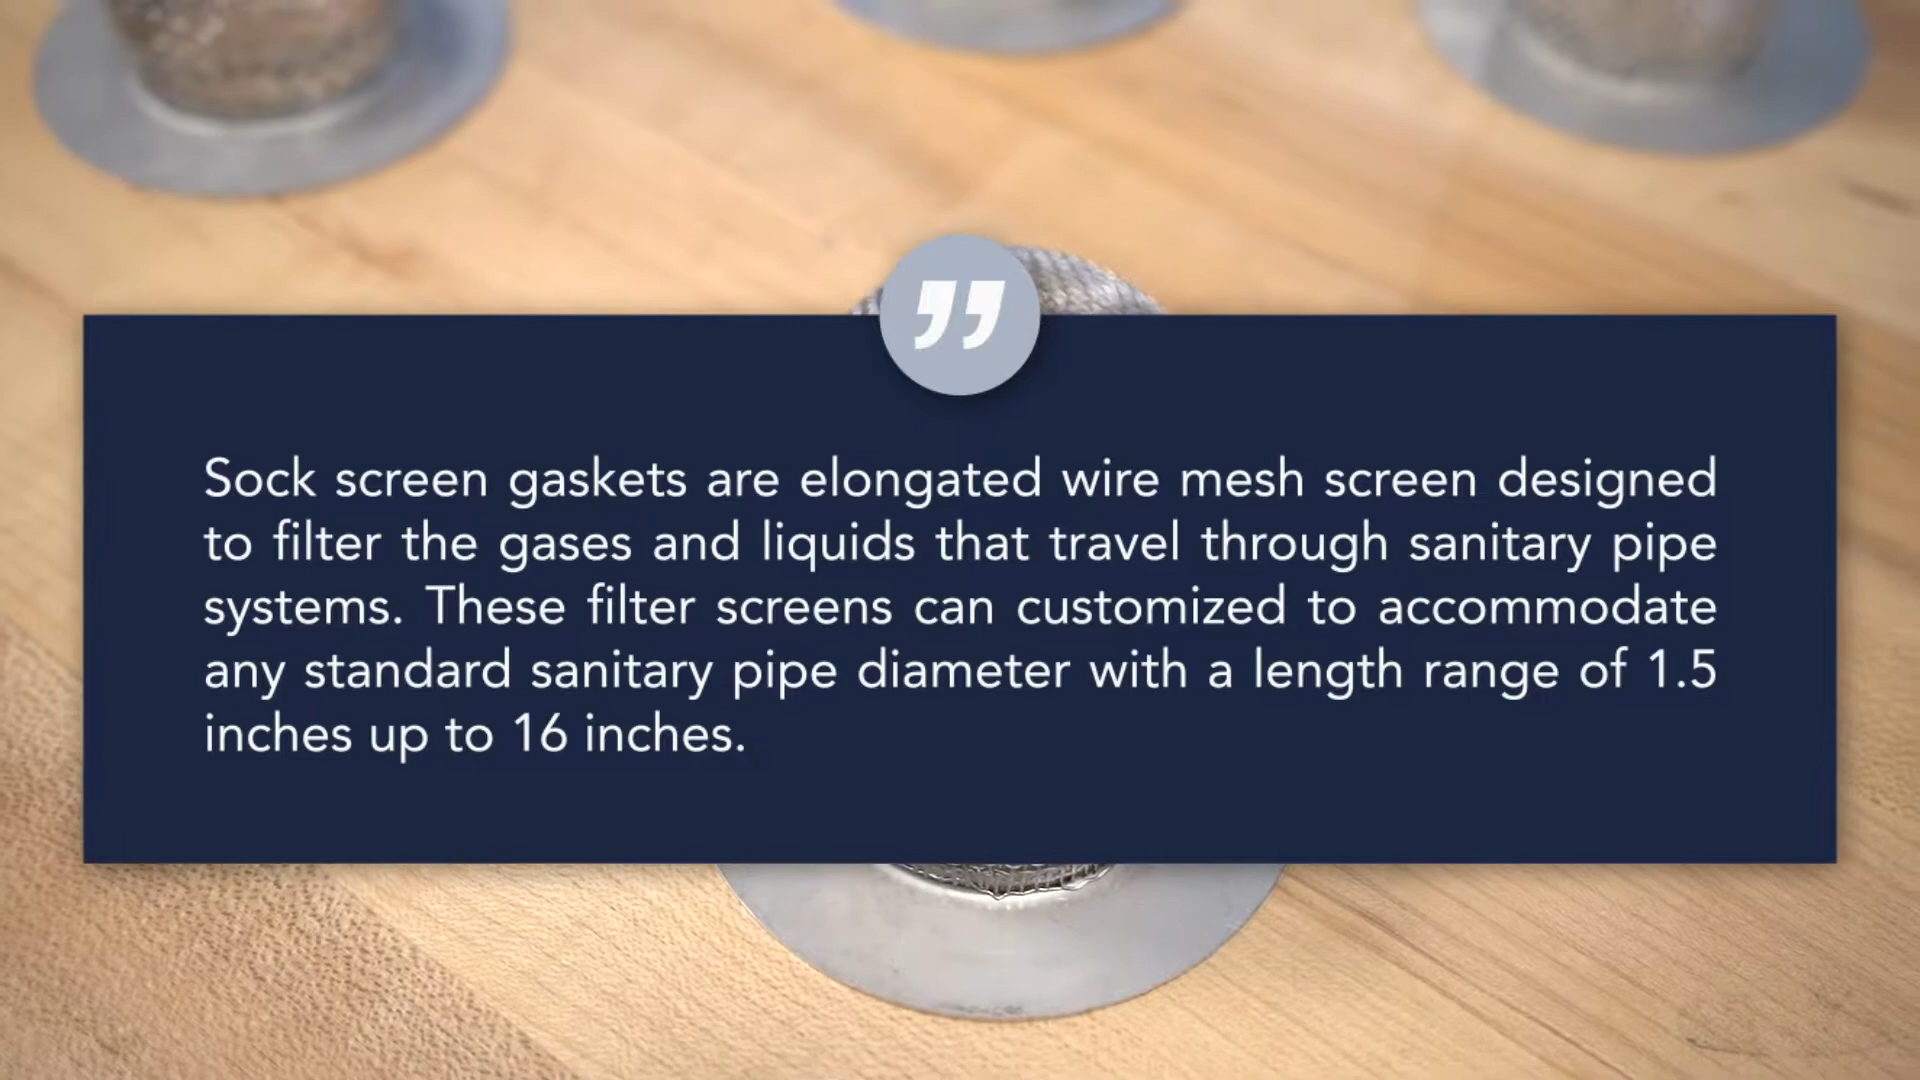 ”
Sock screen gaskets are elongated wire mesh screen designed
to filter the gases and liquids that travel through sanitary pipe
systems. These filter screens can customized to accommodate
any standard sanitary pipe diameter with a length range of 1.5
inches up to 16 inches.